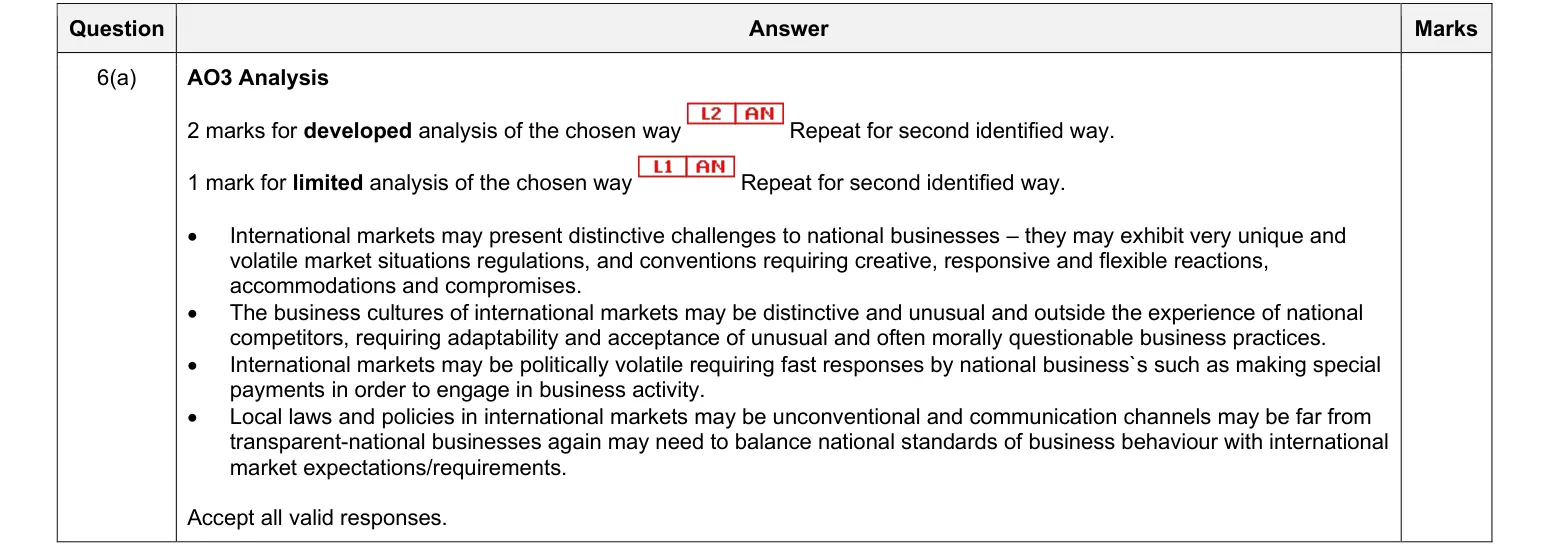 Question Answer Marks
6(a) AO3 Analysis
2 marks for developed analysis of the chosen way L2 AN Repeat for second identified way.
1 mark for limited analysis of the chosen way L1 AN Repeat for second identified way.
• International markets may present distinctive challenges to national businesses – they may exhibit very unique and
volatile market situations regulations, and conventions requiring creative, responsive and flexible reactions,
accommodations and compromises.
• The business cultures of international markets may be distinctive and unusual and outside the experience of national
competitors, requiring adaptability and acceptance of unusual and often morally questionable business practices.
• International markets may be politically volatile requiring fast responses by national business`s such as making special
payments in order to engage in business activity.
• Local laws and policies in international markets may be unconventional and communication channels may be far from
transparent-national businesses again may need to balance national standards of business behaviour with international
market expectations/requirements.
Accept all valid responses.